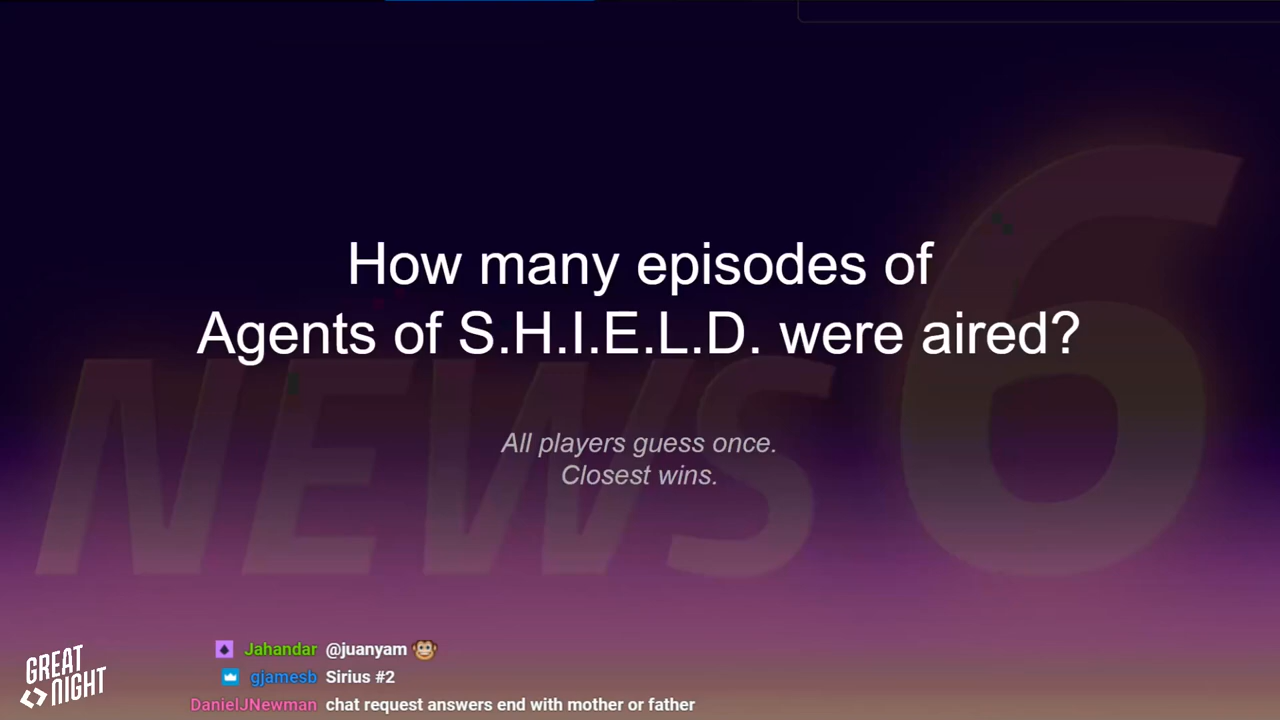 How many episodes of
Agents of S.H.I.E.L.D. were aired?
All players guess once.
Closest wins.
NEWS 6
Jahandar @juanyam 🐵
gjamesb Sirius #2
DanielJNewman chat request answers end with mother or father
GREAT
NIGHT